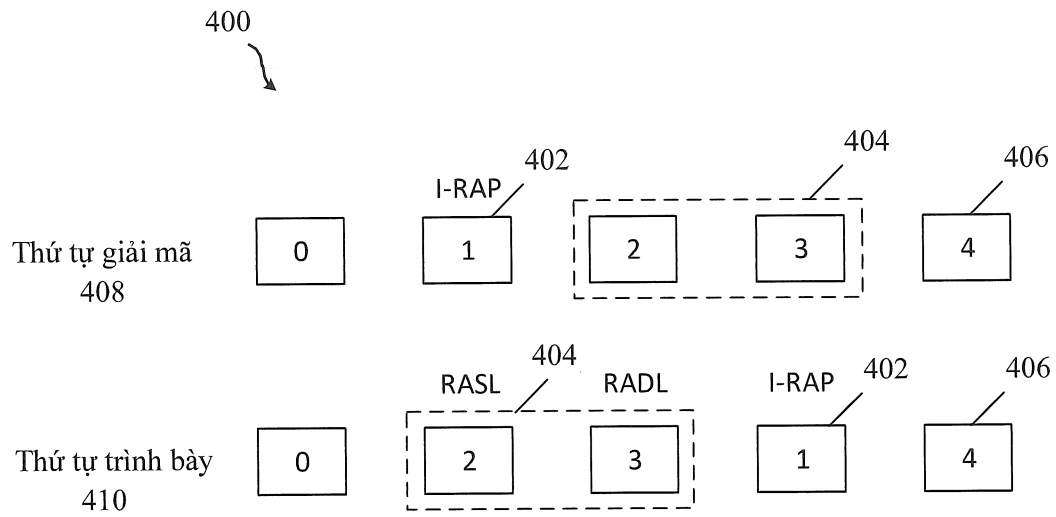 400
402
404
406
I-RAP
Thứ tự giải mã
408
0 1 2 3 4
404
402
406
RASL RADL I-RAP
Thứ tự trình bày
410
0 2 3 1 4